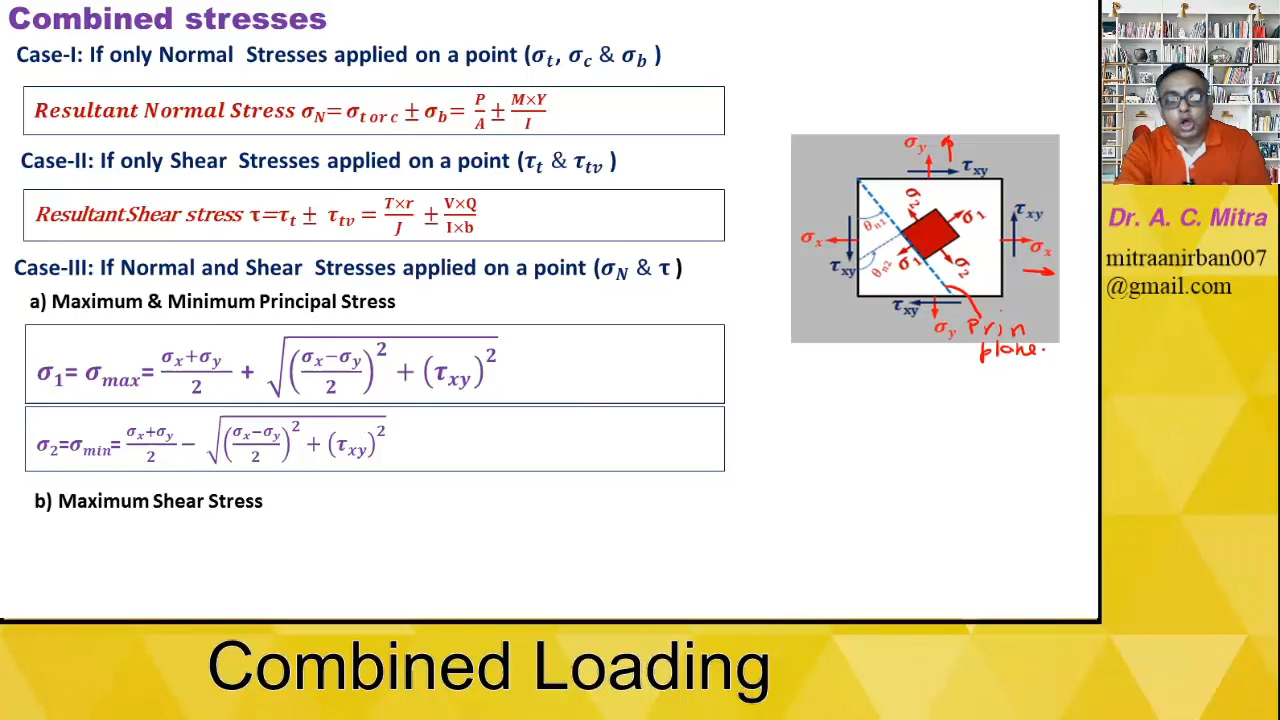 Combined stresses
Case-I: If only Normal Stresses applied on a point (σt, σc & σb )
Resultant Normal Stress σN= σt or c ± σb= P/A ± M×Y/I
Case-II: If only Shear Stresses applied on a point (τt & τtv )
ResultantShear stress τ=τt ± τtv = T×r/J ± V×Q/I×b
Case-III: If Normal and Shear Stresses applied on a point (σN & τ )
a) Maximum & Minimum Principal Stress
σ1= σmax= σx+σy/2 + √((σx−σy/2)² + (τxy)²)
σ2=σmin= σx+σy/2 − √((σx−σy/2)² + (τxy)²)
b) Maximum Shear Stress
σy
τxy
σ2
σ1
τxy
θn1
σx
σx
τxy
θn2
σ1
σ2
τxy
σy
Prin
plane.
Dr. A. C. Mitra
mitraanirban007
@gmail.com
Combined Loading